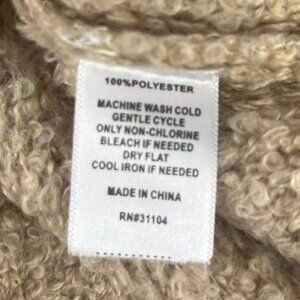 100%POLYESTER
MACHINE WASH COLD
GENTLE CYCLE
ONLY NON-CHLORINE
BLEACH IF NEEDED
DRY FLAT
COOL IRON IF NEEDED
MADE IN CHINA
RN#31104